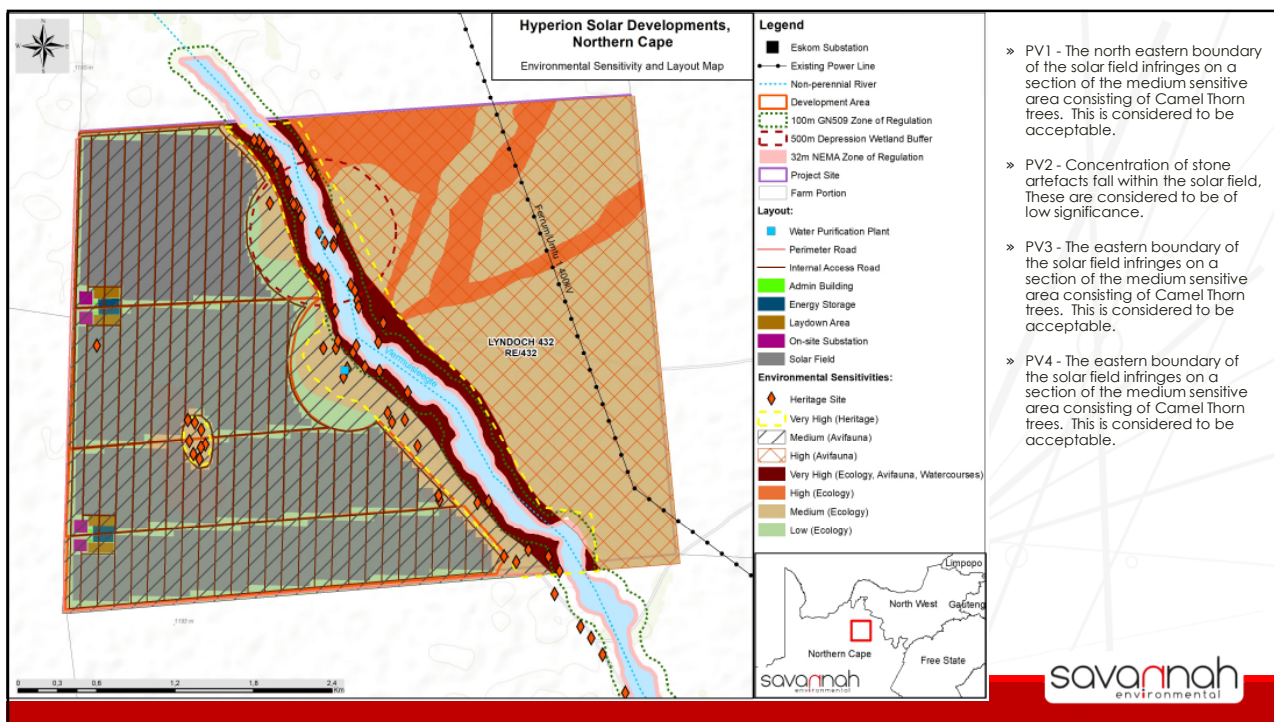 Hyperion Solar Developments,
Northern Cape
Environmental Sensitivity and Layout Map
N
1165 m
Ferrum/Umtu 1 400kV
LYNDOCH 432
RE/432
Vlermuisleegte
1193 m
0 0,3 0,6 1,2 1,8 2,4
Km
Legend
Eskom Substation
Existing Power Line
Non-perennial River
Development Area
100m GN509 Zone of Regulation
500m Depression Wetland Buffer
32m NEMA Zone of Regulation
Project Site
Farm Portion
Layout:
Water Purification Plant
Perimeter Road
Internal Access Road
Admin Building
Energy Storage
Laydown Area
On-site Substation
Solar Field
Environmental Sensitivities:
Heritage Site
Very High (Heritage)
Medium (Avifauna)
High (Avifauna)
Very High (Ecology, Avifauna, Watercourses)
High (Ecology)
Medium (Ecology)
Low (Ecology)
Limpopo
North West
Gauteng
Northern Cape
Free State
savannah
environmental
» PV1 - The north eastern boundary
of the solar field infringes on a
section of the medium sensitive
area consisting of Camel Thorn
trees. This is considered to be
acceptable.
» PV2 - Concentration of stone
artefacts fall within the solar field,
These are considered to be of
low significance.
» PV3 - The eastern boundary of
the solar field infringes on a
section of the medium sensitive
area consisting of Camel Thorn
trees. This is considered to be
acceptable.
» PV4 - The eastern boundary of
the solar field infringes on a
section of the medium sensitive
area consisting of Camel Thorn
trees. This is considered to be
acceptable.
savannah
environmental